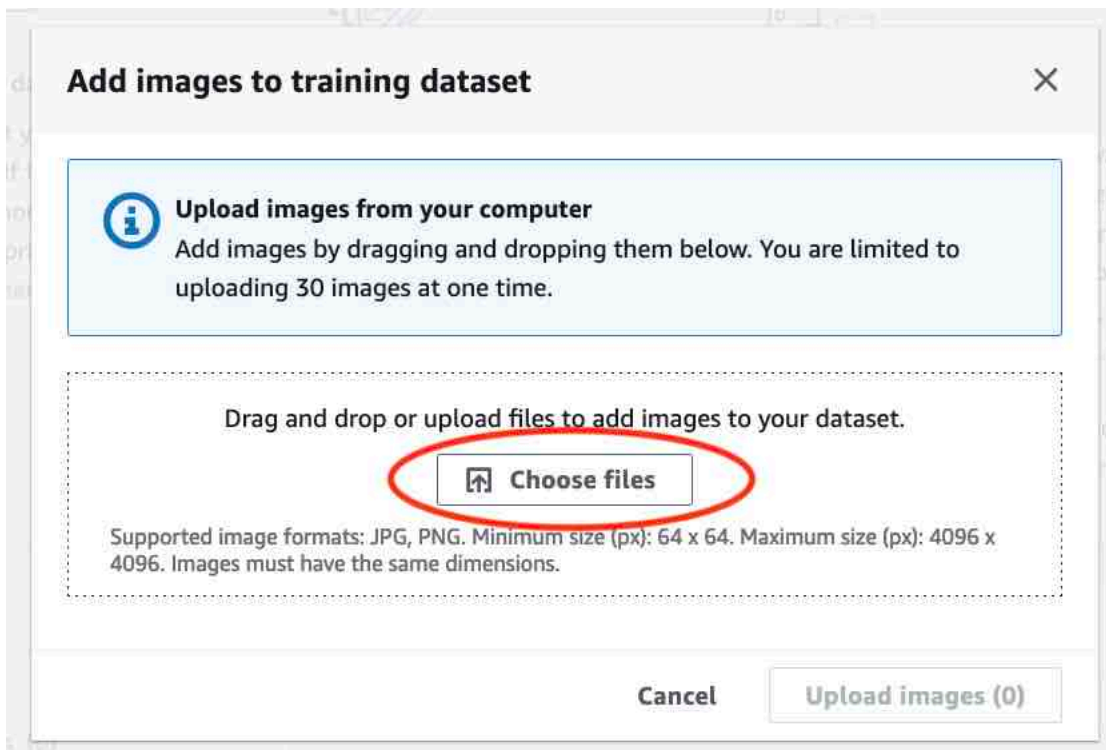 Add images to training dataset
Upload images from your computer
Add images by dragging and dropping them below. You are limited to
uploading 30 images at one time.
Drag and drop or upload files to add images to your dataset.
Choose files
Supported image formats: JPG, PNG. Minimum size (px): 64 x 64. Maximum size (px): 4096 x
4096. Images must have the same dimensions.
Cancel
Upload images (0)